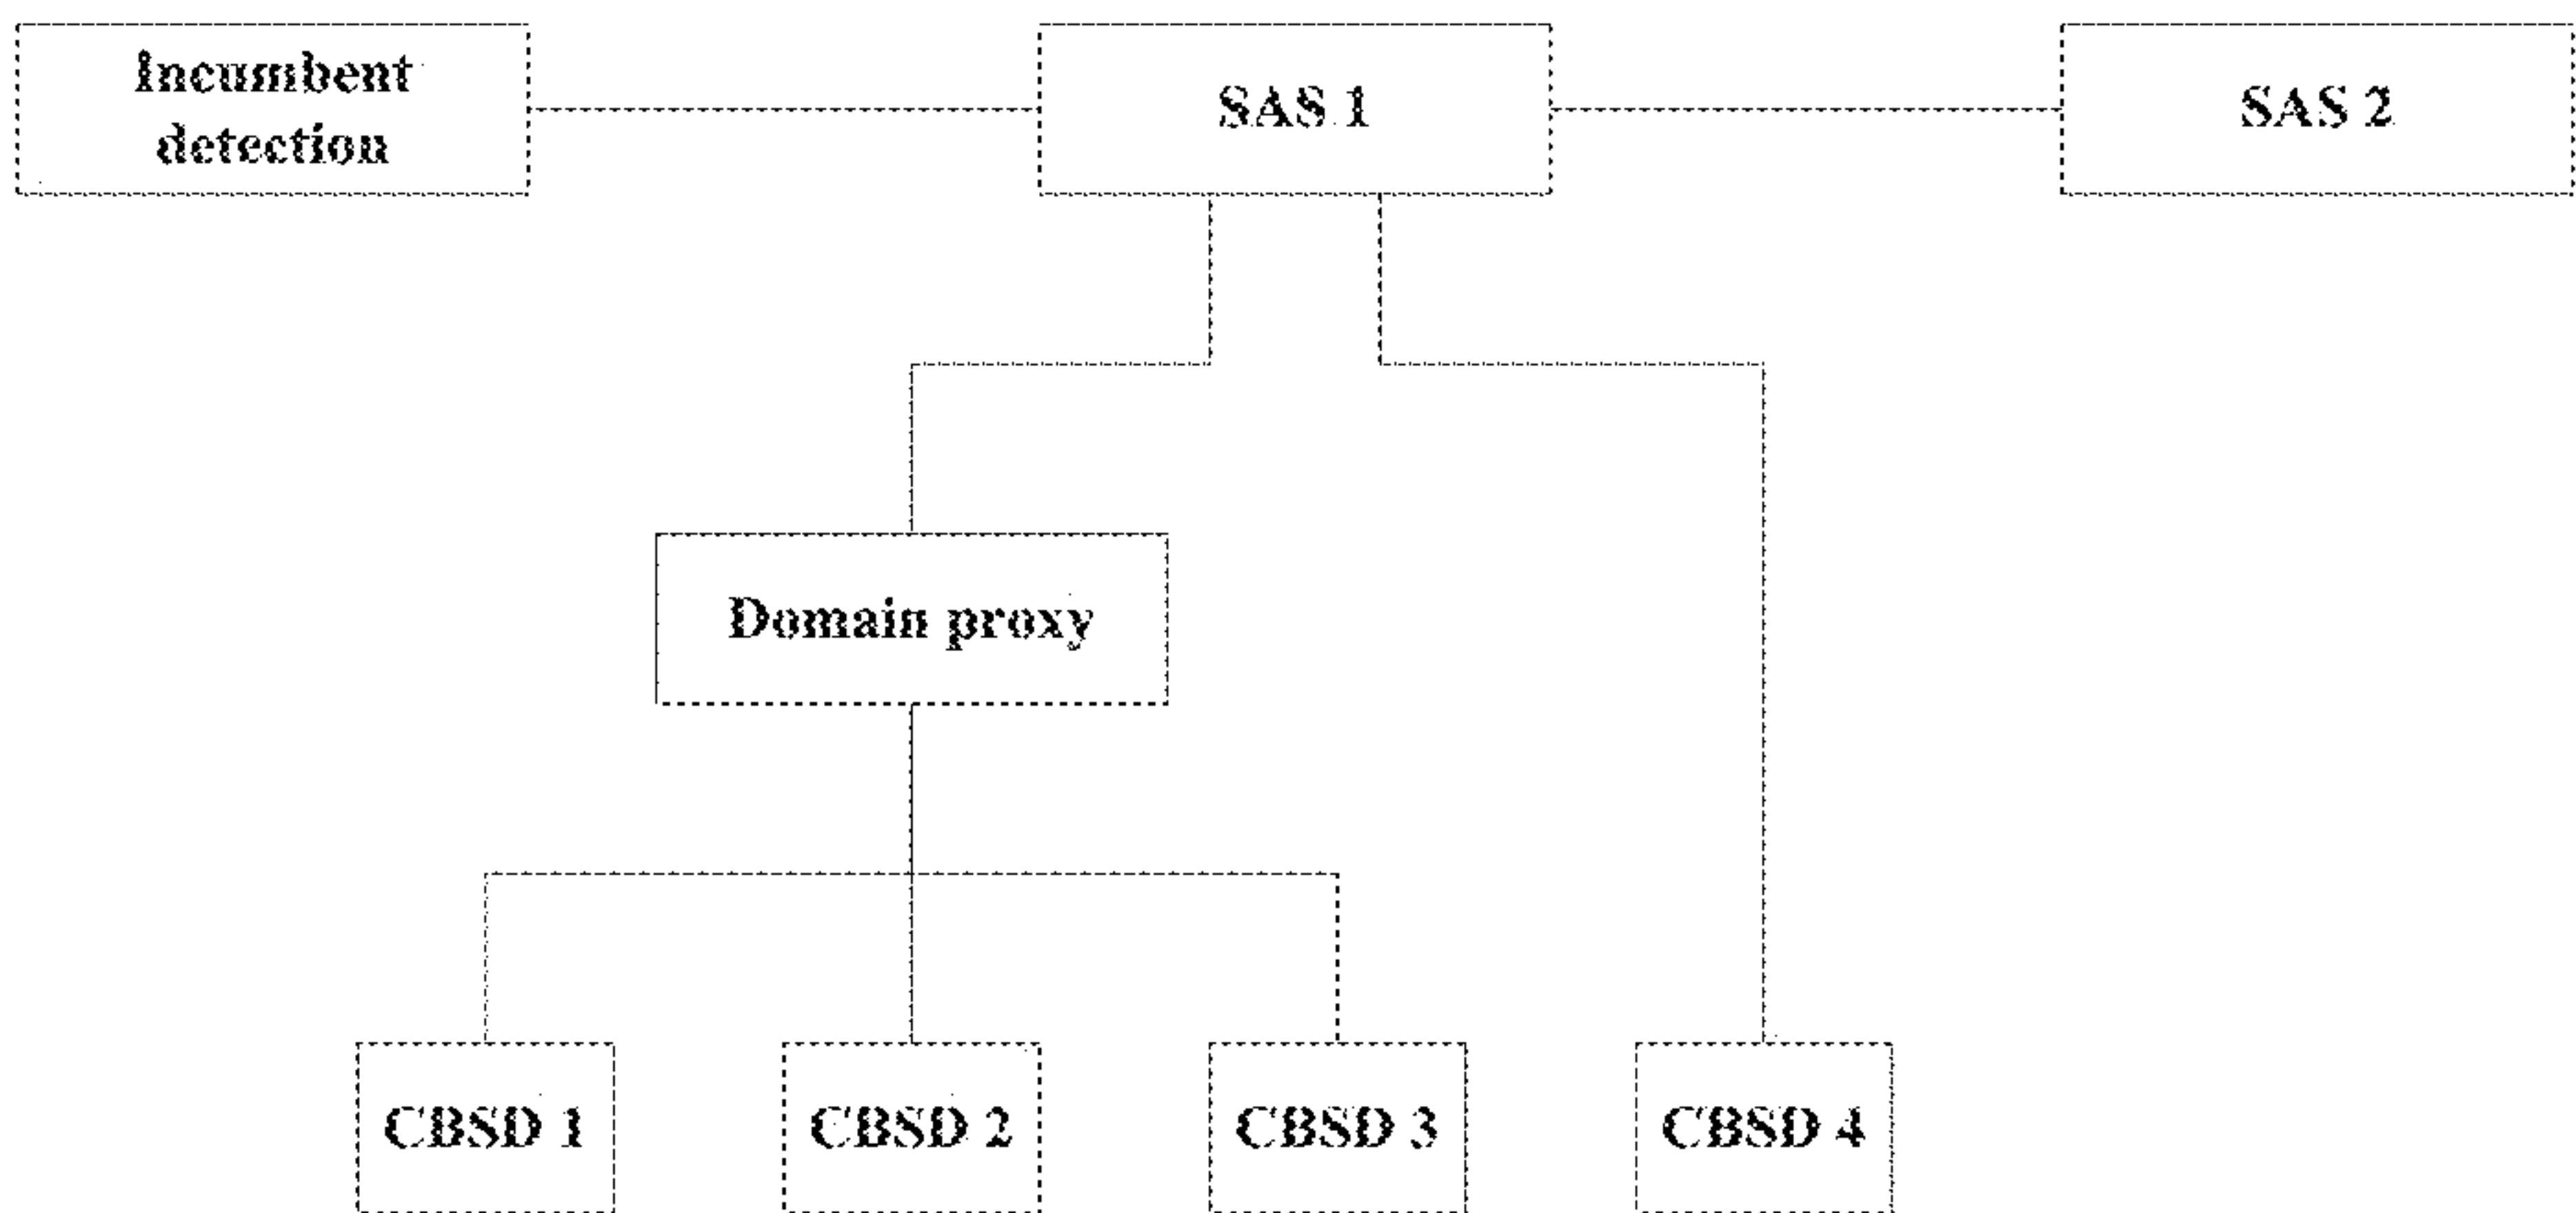 Incumbent
detection
SAS 1
SAS 2
Domain proxy
CBSD 1
CBSD 2
CBSD 3
CBSD 4